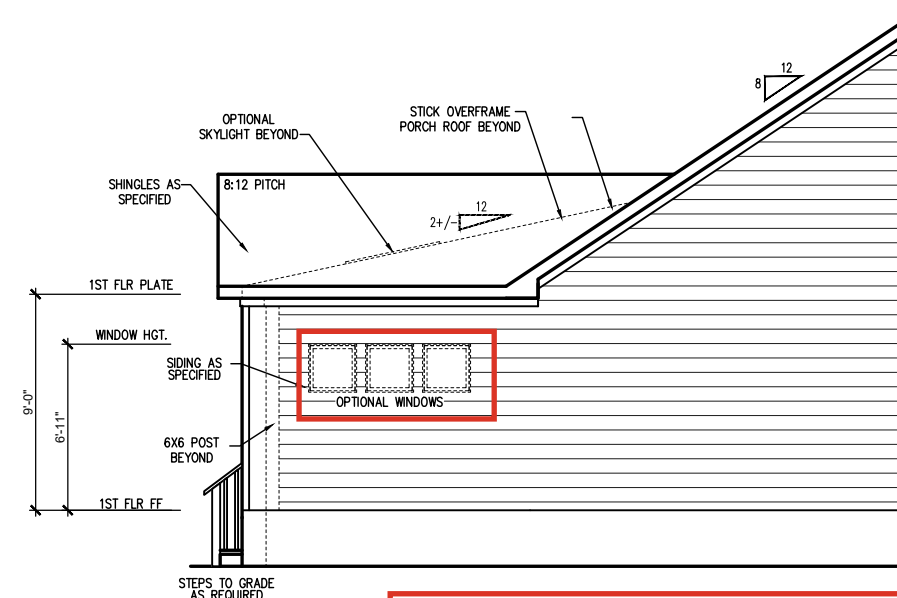 12
8
OPTIONAL
SKYLIGHT BEYOND
STICK OVERFRAME
PORCH ROOF BEYOND
SHINGLES AS
SPECIFIED
8:12 PITCH
12
2+/-
1ST FLR PLATE
WINDOW HGT.
SIDING AS
SPECIFIED
OPTIONAL WINDOWS
9'-0"
6'-11"
6X6 POST
BEYOND
1ST FLR FF
STEPS TO GRADE
AS REQUIRED